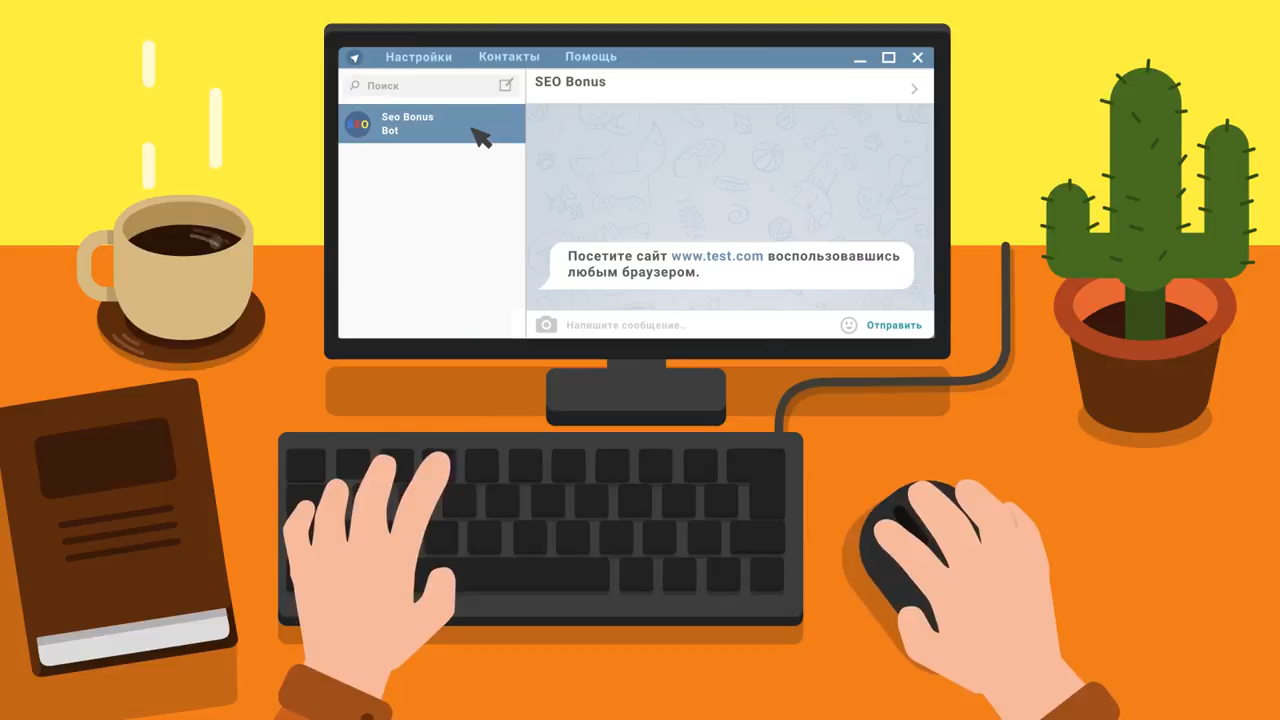 Настройки Контакты Помощь
Поиск
SEO Bonus
SEO
Seo Bonus
Bot
Посетите сайт www.test.com воспользовавшись
любым браузером.
Напишите сообщение..
Отправить